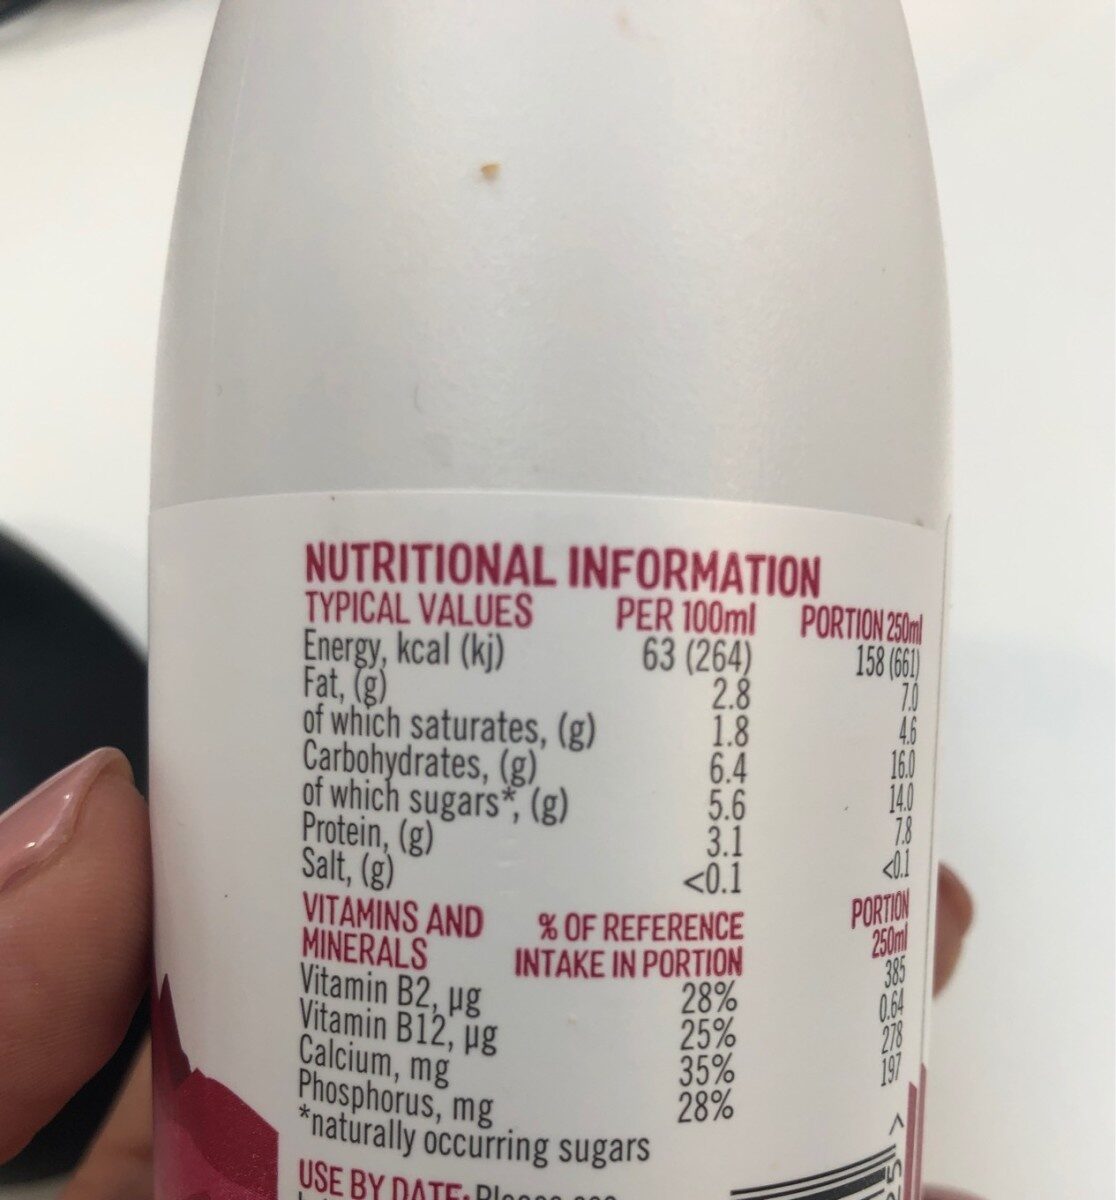 NUTRITIONAL INFORMATION
TYPICAL VALUES PER 100ml PORTION 250ml
Energy, kcal (kj) 63 (264) 158 (661)
Fat, (g) 2.8 7.0
of which saturates, (g) 1.8 4.6
Carbohydrates, (g) 6.4 16.0
of which sugars*, (g) 5.6 14.0
Protein, (g) 3.1 7.8
Salt, (g) <0.1 <0.1
VITAMINS AND MINERALS % OF REFERENCE INTAKE IN PORTION PORTION 250ml
Vitamin B2, µg 28% 385
Vitamin B12, µg 25% 0.64
Calcium, mg 35% 278
Phosphorus, mg 28% 197
*naturally occurring sugars
USE BY DATE: Please see
>